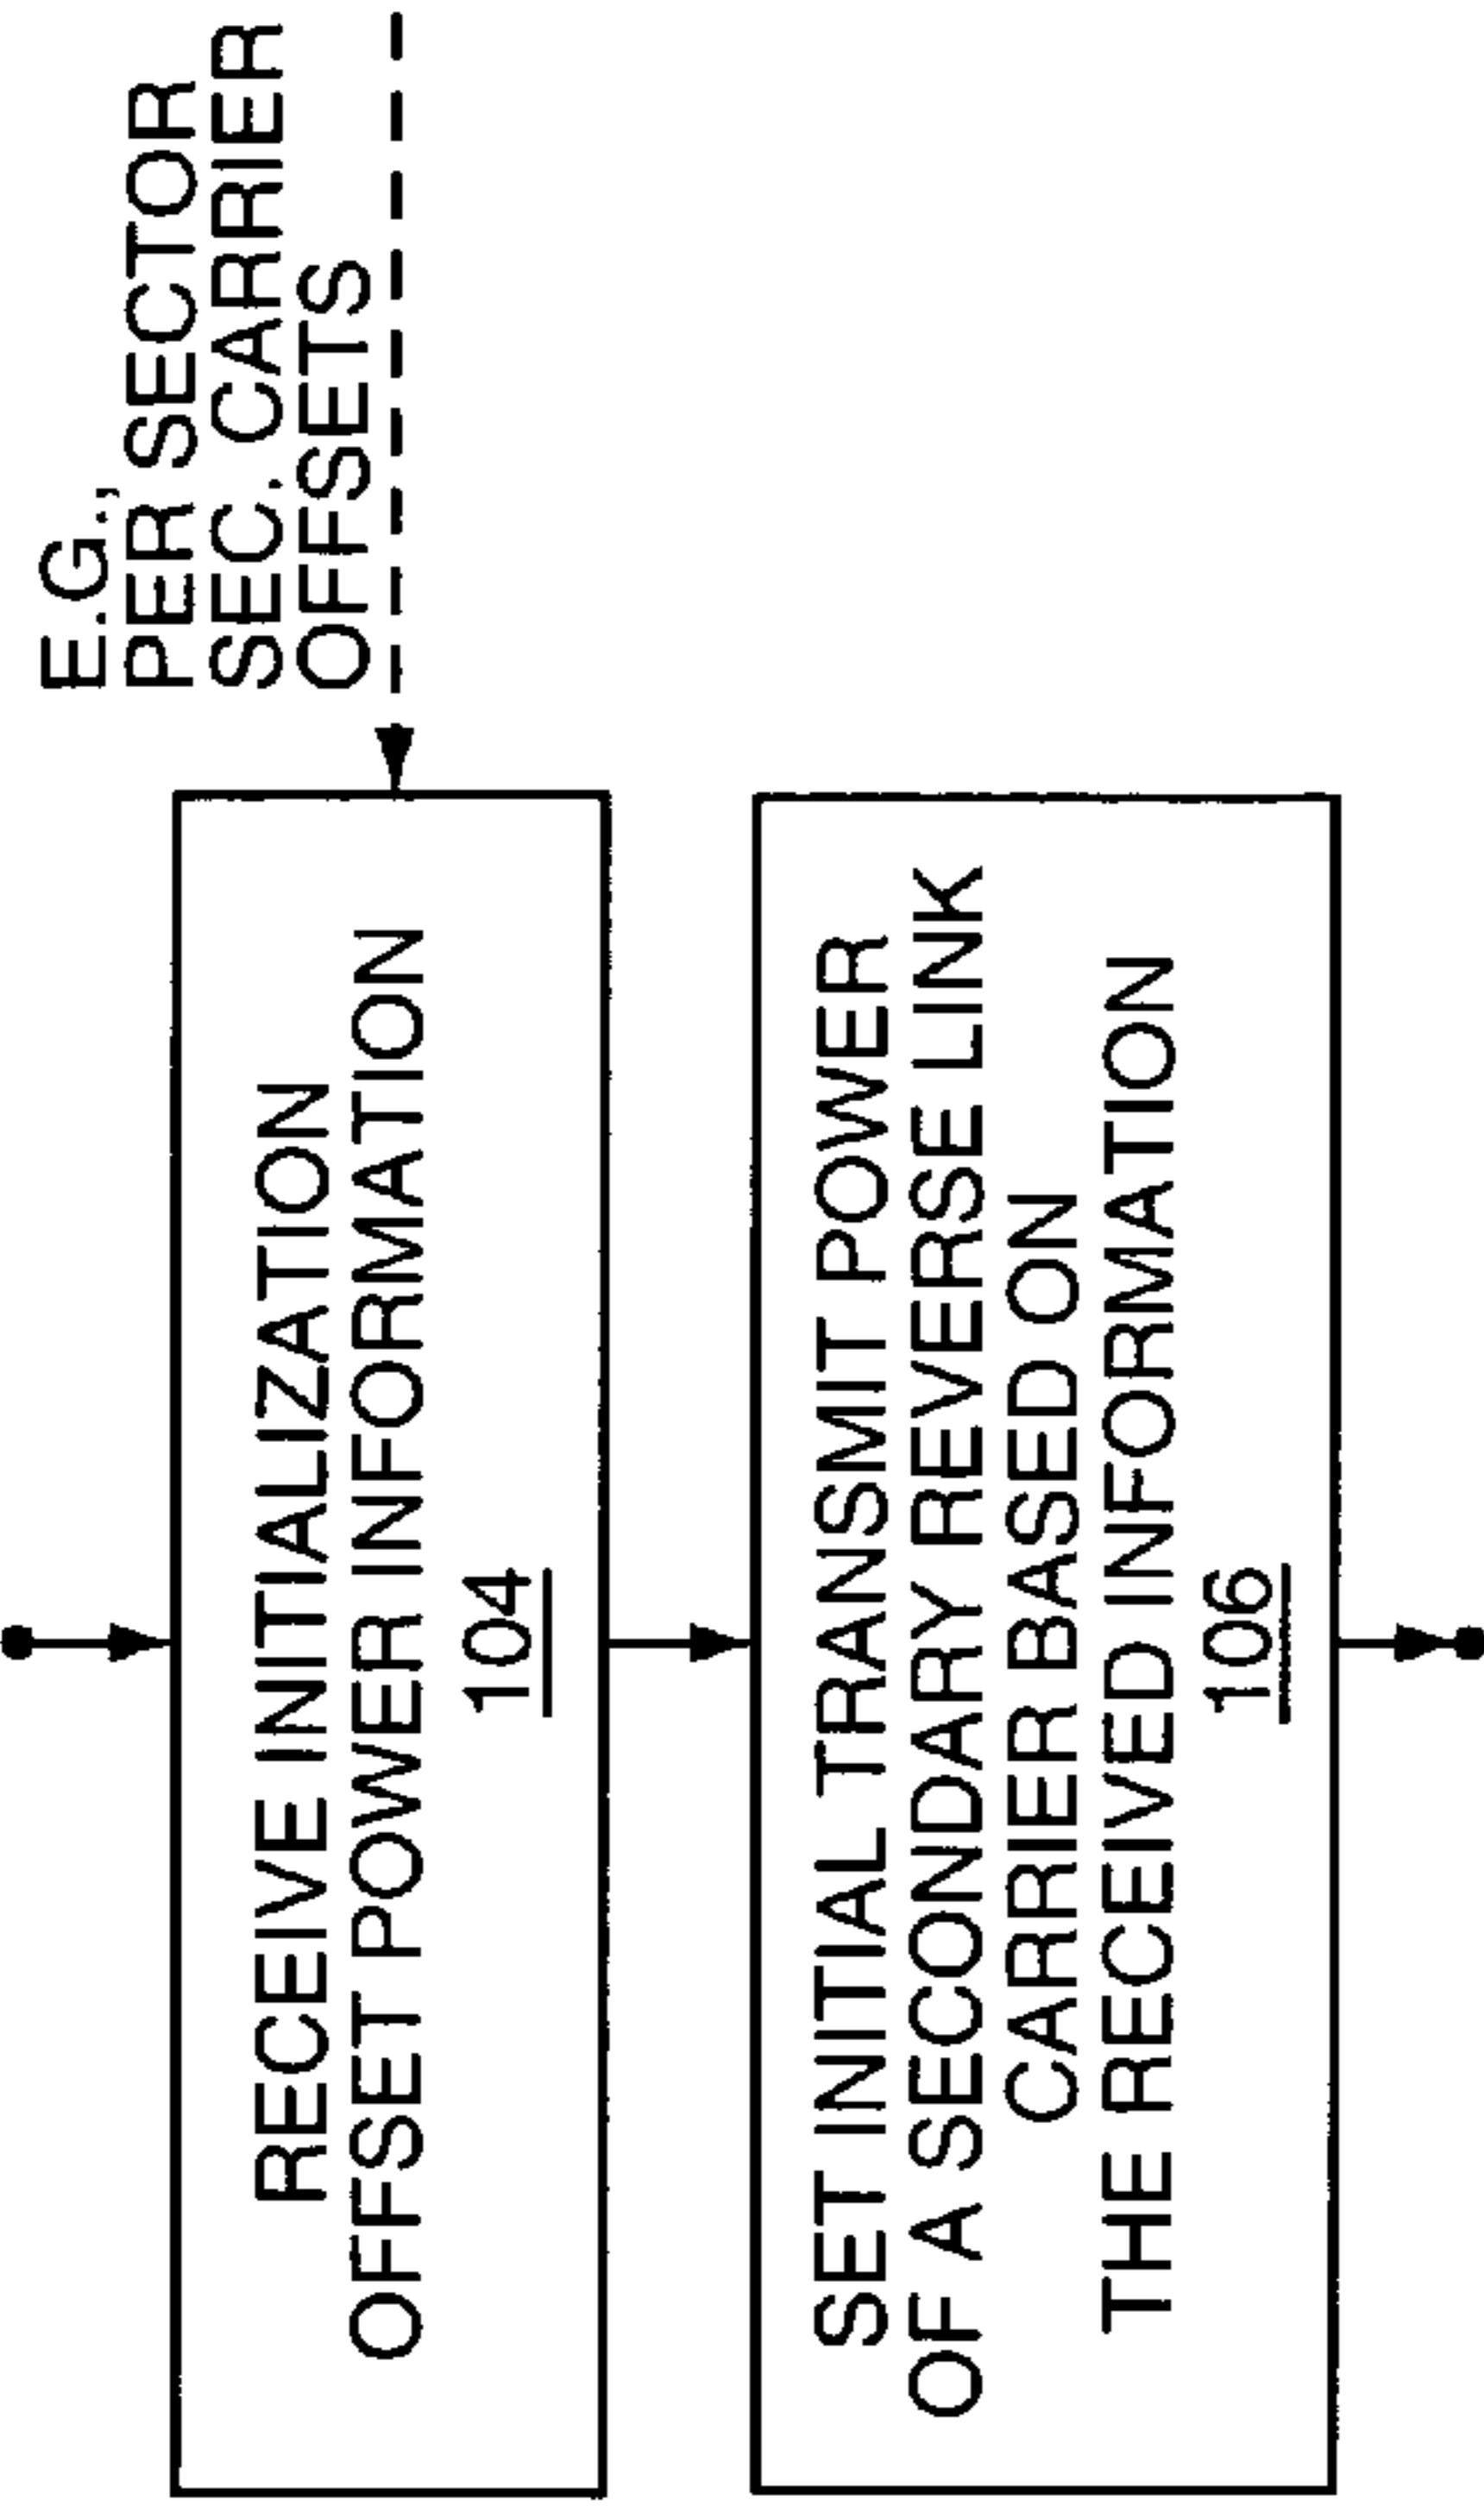 E.G.,
PER SECTOR
SEC. CARRIER
OFFSETS
RECEIVE INITIALIZATION
OFFSET POWER INFORMATION
104
SET INITIAL TRANSMIT POWER
OF A SECONDARY REVERSE LINK
CARRIER BASED ON
THE RECEIVED INFORMATION
106